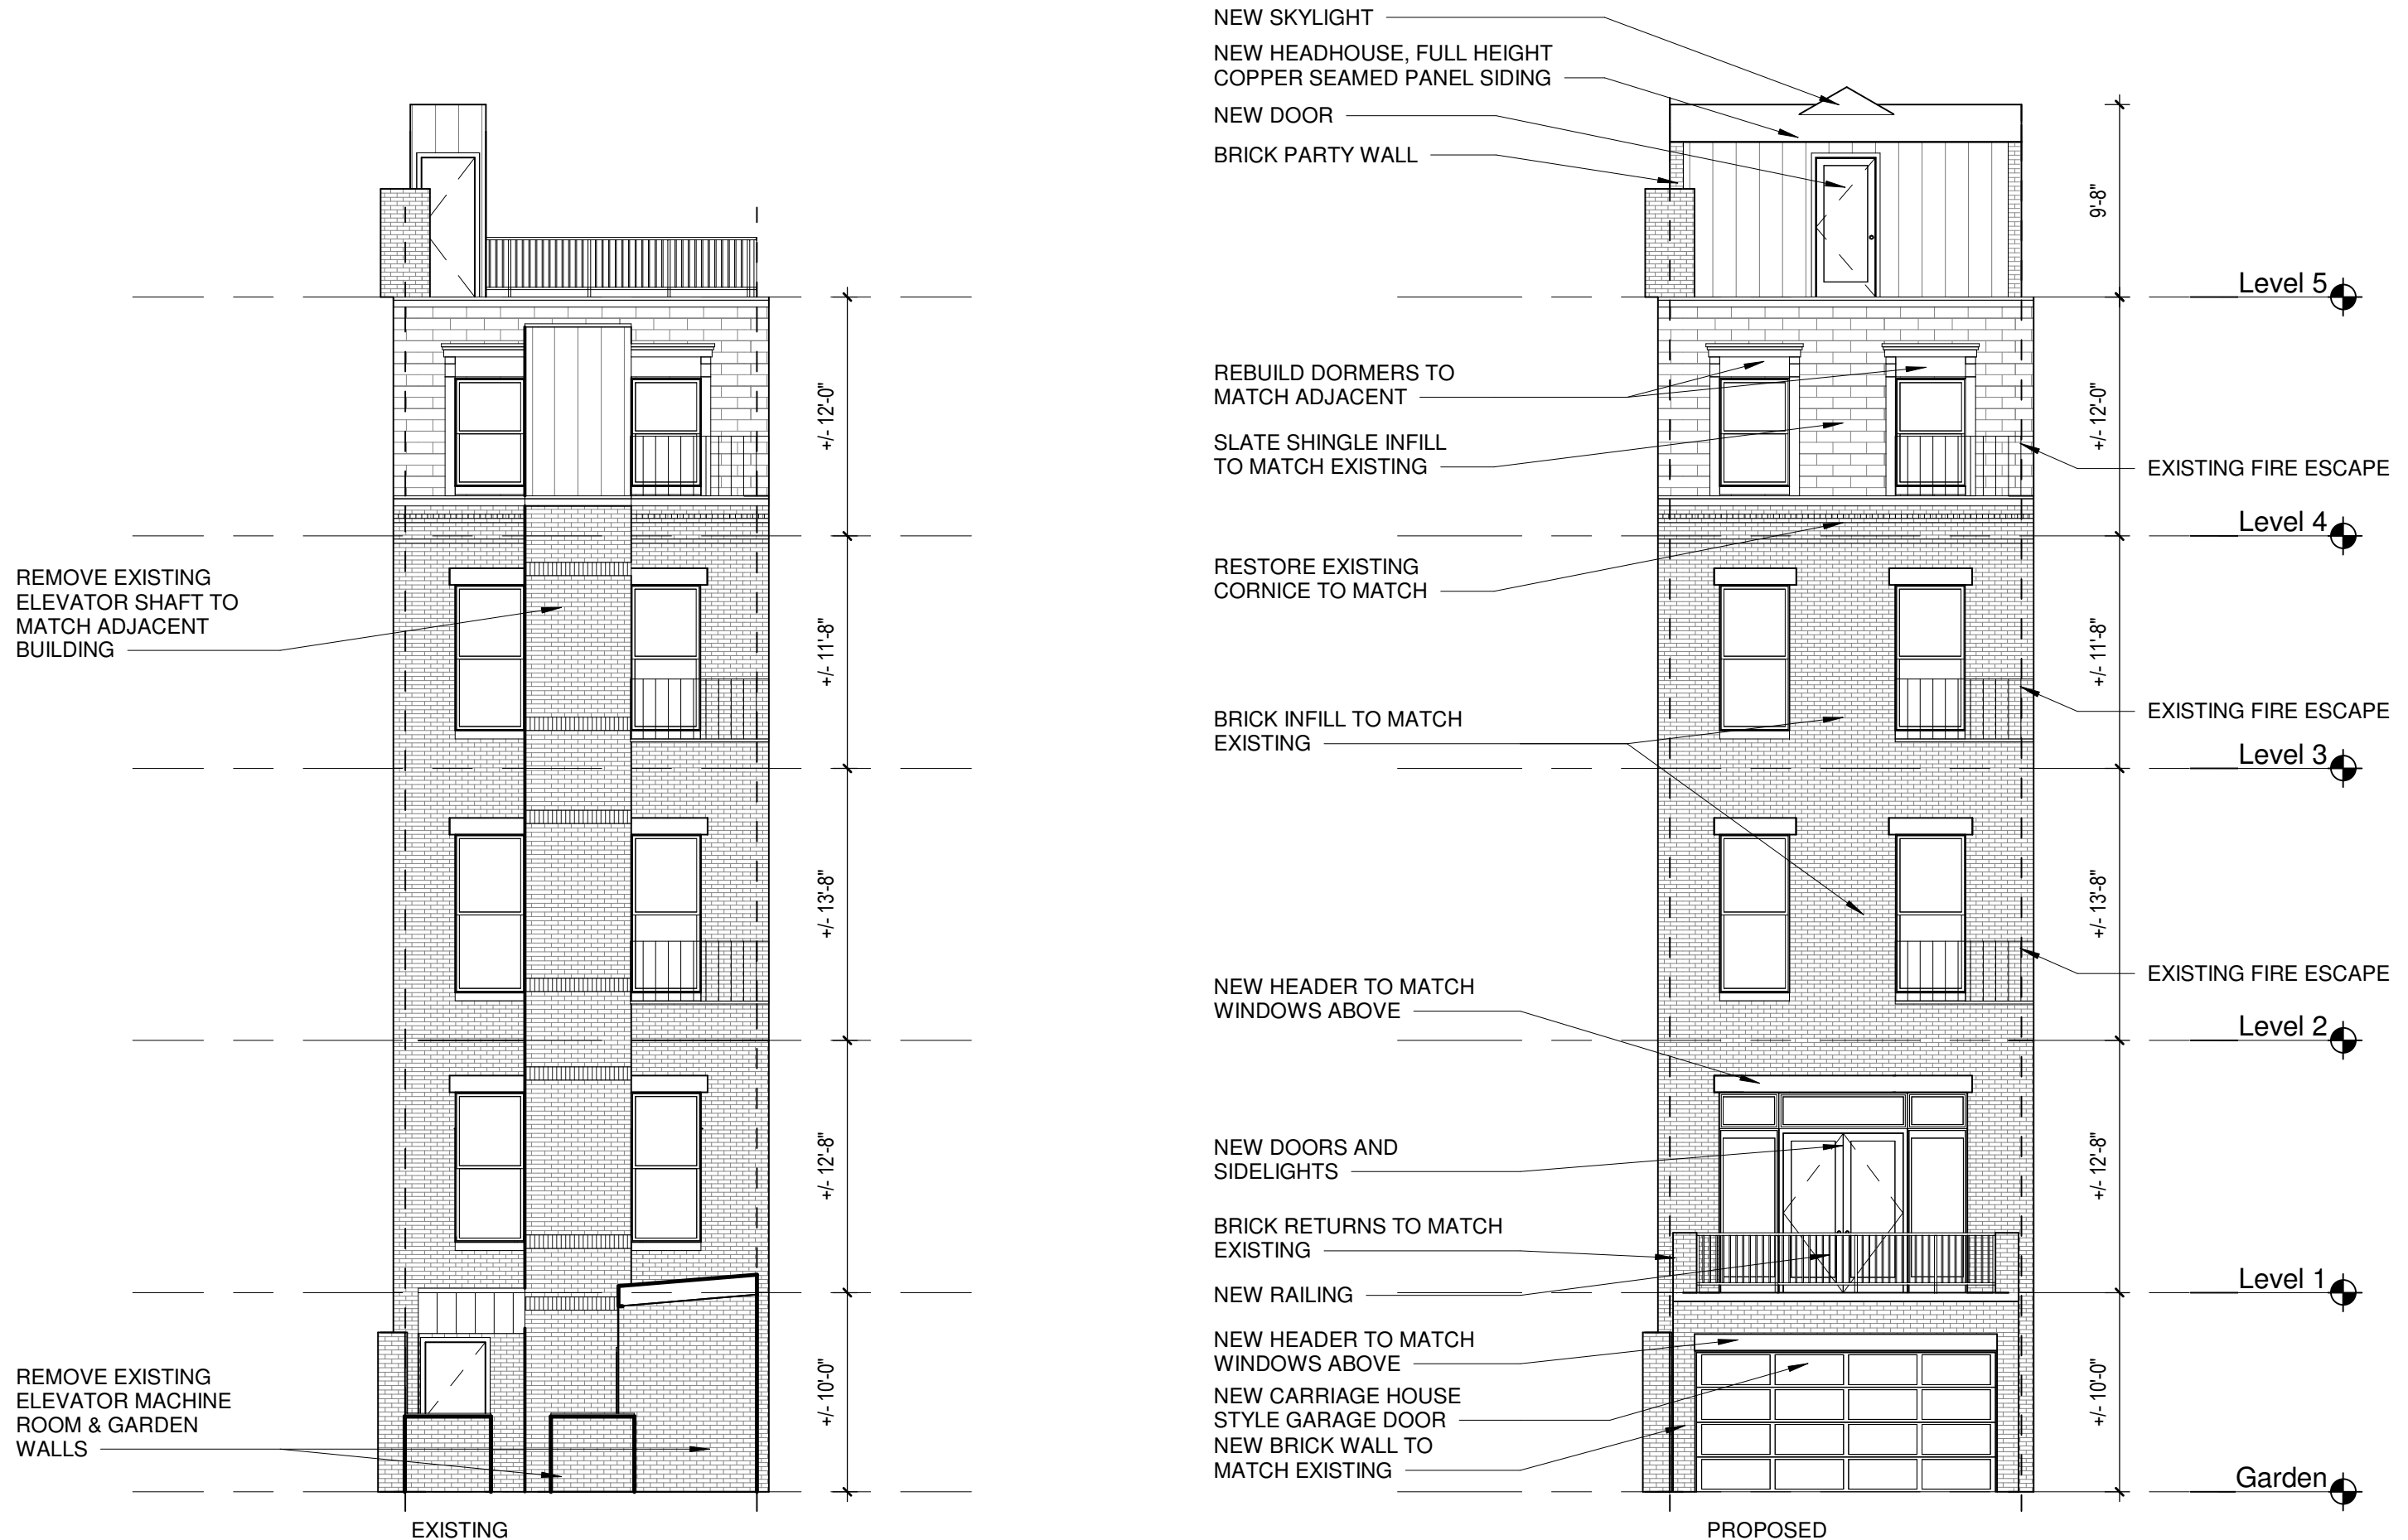 REMOVE EXISTING
ELEVATOR SHAFT TO
MATCH ADJACENT
BUILDING
REMOVE EXISTING
ELEVATOR MACHINE
ROOM & GARDEN
WALLS
+/- 12'-0"
+/- 11'-8"
+/- 13'-8"
+/- 12'-8"
+/- 10'-0"
EXISTING
NEW SKYLIGHT
NEW HEADHOUSE, FULL HEIGHT
COPPER SEAMED PANEL SIDING
NEW DOOR
BRICK PARTY WALL
REBUILD DORMERS TO
MATCH ADJACENT
SLATE SHINGLE INFILL
TO MATCH EXISTING
RESTORE EXISTING
CORNICE TO MATCH
BRICK INFILL TO MATCH
EXISTING
NEW HEADER TO MATCH
WINDOWS ABOVE
NEW DOORS AND
SIDELIGHTS
BRICK RETURNS TO MATCH
EXISTING
NEW RAILING
NEW HEADER TO MATCH
WINDOWS ABOVE
NEW CARRIAGE HOUSE
STYLE GARAGE DOOR
NEW BRICK WALL TO
MATCH EXISTING
PROPOSED
9'-8"
+/- 12'-0"
+/- 11'-8"
+/- 13'-8"
+/- 12'-8"
+/- 10'-0"
Level 5
EXISTING FIRE ESCAPE
Level 4
EXISTING FIRE ESCAPE
Level 3
EXISTING FIRE ESCAPE
Level 2
Level 1
Garden